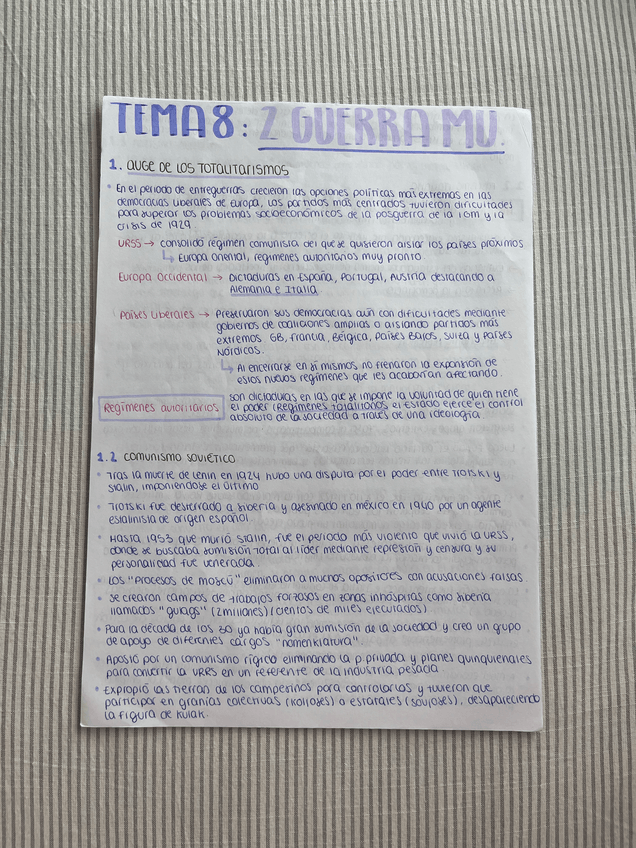 TEMA 8: 2 GUERRA MU.
1. AUGE DE LOS TOTALITARISMOS
• En el periodo de entreguerras crecieron las opciones políticas más extremas en las
democracias liberales de Europa, los partidos más centrados tuvieron dificultades
para superar los problemas socioeconómicos de la posguerra de la 1GM y la
crisis de 1929
URSS → consolidó régimen comunista del que se quisieron aislar los países próximos
↳ Europa oriental, regímenes autoritarios muy pronto
Europa Occidental → Dictaduras en España, Portugal, Austria destacando a
Alemania e Italia
Países liberales → Preservaron sus democracias aún con dificultades mediante
gobiernos de coaliciones amplias o aislando partidos más
extremos GB, Francia, Bélgica, Países Bajos, Suiza y Países
Nórdicos.
↳ Al encerrarse en sí mismos no frenaron la expansión de
estos nuevos regímenes que les acabarían afectando.
Regímenes autoritarios
son dictaduras en las que se impone la voluntad de quien tiene
el poder (Regímenes totalitarios el Estado ejerce el control
absoluto de la sociedad a través de una ideología
1.2 COMUNISMO SOVIÉTICO
• Tras la muerte de Lenin en 1924 hubo una disputa por el poder entre Trotski y
Stalin, imponiéndose el último
• Trotski fue desterrado a Siberia y asesinado en México en 1940 por un agente
estalinista de origen español.
• Hasta 1953 que murió Stalin, fue el periodo más violento que vivió la URSS,
donde se buscaba sumisión total al líder mediante represión y censura y su
personalidad fue venerada
• Los "Procesos de Moscú" eliminaron a muchos opositores con acusaciones falsas.
• Se crearon campos de trabajos forzosos en zonas inhóspitas como Siberia
llamados "gulags" (2 millones) (cientos de miles ejecutados)
• Para la década de los 30 ya había gran sumisión de la sociedad y creó un grupo
de apoyo de diferentes cargos "nomenklatura"
• Apostó por un comunismo rígido eliminando la p. privada y planes quinquenales
para convertir la URSS en un referente de la industria pesada
• Expropió las tierras de los campesinos para controlarlos y tuvieron que
participar en granjas colectivas (koljoses) o estatales (sovjoses), desapareciendo
la figura de kulak.